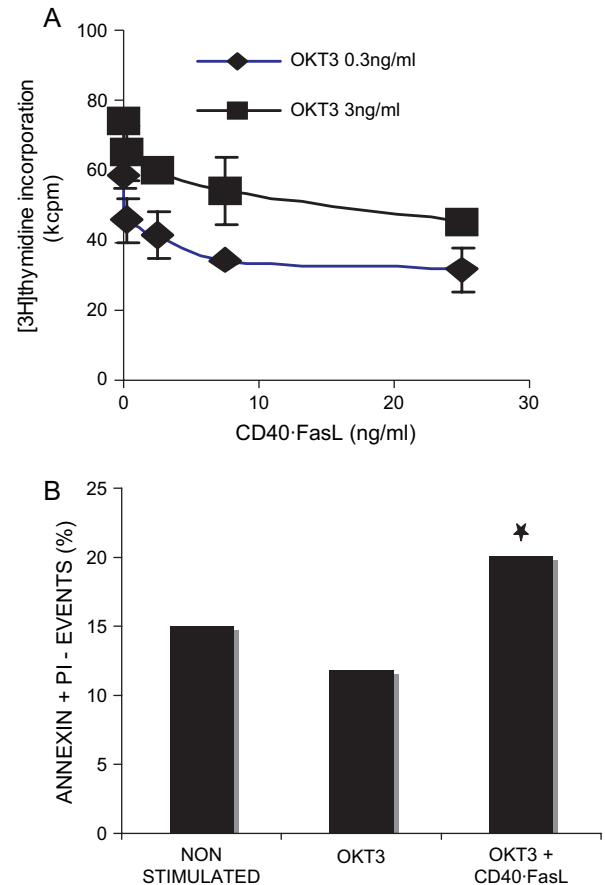 A
100
80
60
40
20
0
[3H]thymidine incorporation
(kcpm)
OKT3 0.3ng/ml
OKT3 3ng/ml
0 10 20 30
CD40·FasL (ng/ml)
B
25
20
15
10
5
0
ANNEXIN + PI - EVENTS (%)
NON
STIMULATED
OKT3
OKT3 +
CD40·FasL